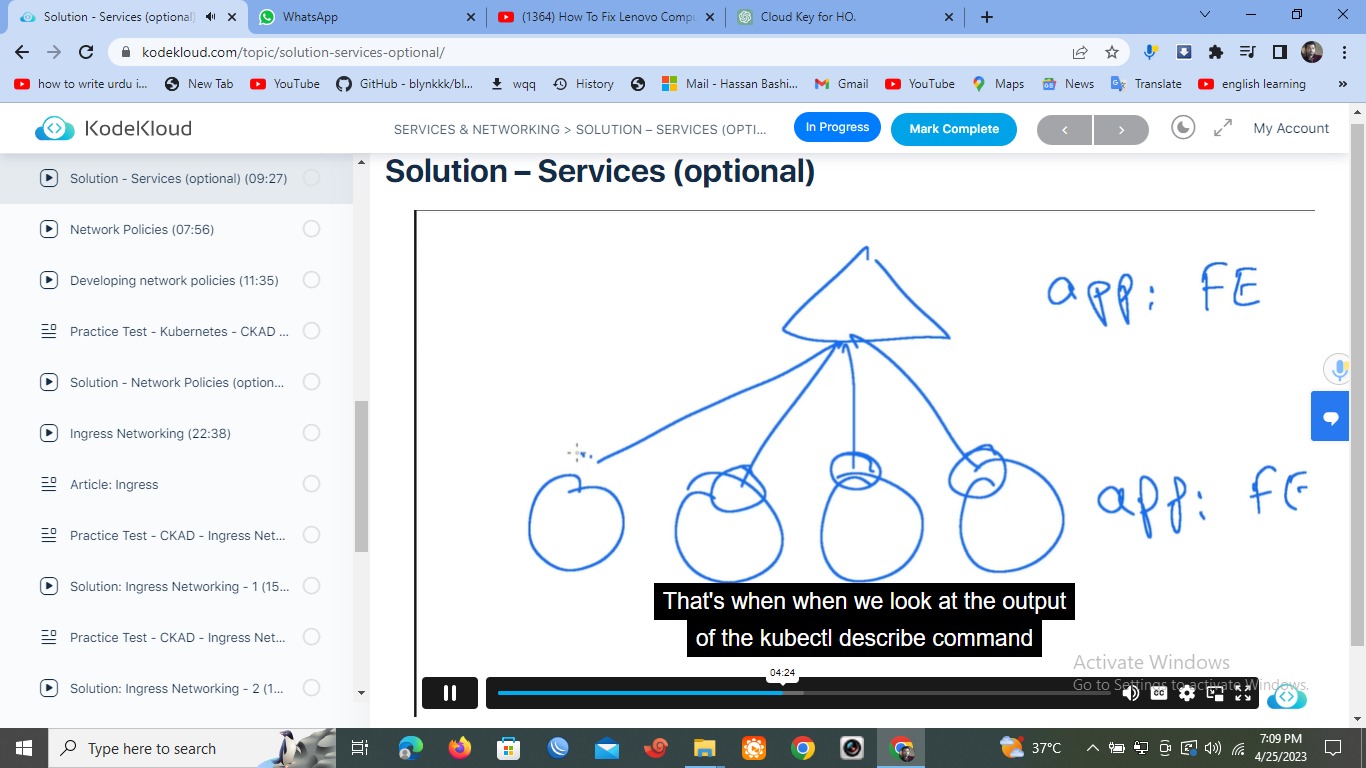 Solution - Services (optional)
WhatsApp
(1364) How To Fix Lenovo Compu
Cloud Key for HO.
kodekloud.com/topic/solution-services-optional/
how to write urdu i...
New Tab
YouTube
GitHub - blynkkk/bl...
wqq
History
Mail - Hassan Bashi...
Gmail
YouTube
Maps
News
Translate
english learning
»
KodeKloud
SERVICES & NETWORKING > SOLUTION – SERVICES (OPTI...
In Progress
Mark Complete
<
>
My Account
Solution - Services (optional) (09:27)
Network Policies (07:56)
Developing network policies (11:35)
Practice Test - Kubernetes - CKAD ...
Solution - Network Policies (option...
Ingress Networking (22:38)
Article: Ingress
Practice Test - CKAD - Ingress Net...
Solution: Ingress Networking - 1 (15...
Practice Test - CKAD - Ingress Net...
Solution: Ingress Networking - 2 (1...
Solution – Services (optional)
app: FE
app: FE
That's when when we look at the output
of the kubectl describe command
04:24
CC
Activate Windows
Go to Settings to activate Windows.
Type here to search
37°C
7:09 PM
4/25/2023